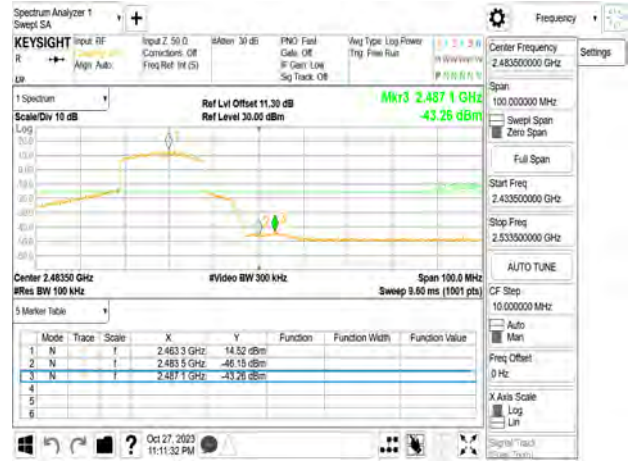 Spectrum Analyzer 1
Swept SA
Frequency
KEYSIGHT
Input: RF
Input Z: 50 Ω
#Atten: 30 dB
PNO: Fast
Avg Type: Log-Power
R
Align: Auto
Corrections: Off
Gate: Off
Trig: Free Run
Freq Ref: Int (S)
IF Gain: Low
Sig Track: Off
1 Spectrum
Scale/Div 10 dB
Ref Lvl Offset 11.30 dB
Ref Level 30.00 dBm
Mkr3 2.487 1 GHz
-43.26 dBm
Log
1
2
3
Center 2.48350 GHz
#Video BW 300 kHz
Span 100.0 MHz
#Res BW 100 kHz
Sweep 9.60 ms (1001 pts)
5 Marker Table
Mode Trace Scale X Y Function Function Width Function Value
1 N f 2.463 3 GHz 14.52 dBm
2 N f 2.483 5 GHz -46.15 dBm
3 N f 2.487 1 GHz -43.26 dBm
4
5
6
Oct 27, 2023
11:11:32 PM
?
Center Frequency
2.483500000 GHz
Settings
Span
100.000000 MHz
Swept Span
Zero Span
Full Span
Start Freq
2.433500000 GHz
Stop Freq
2.533500000 GHz
AUTO TUNE
CF Step
10.000000 MHz
Auto
Man
Freq Offset
0 Hz
X Axis Scale
Log
Lin
Signal Track